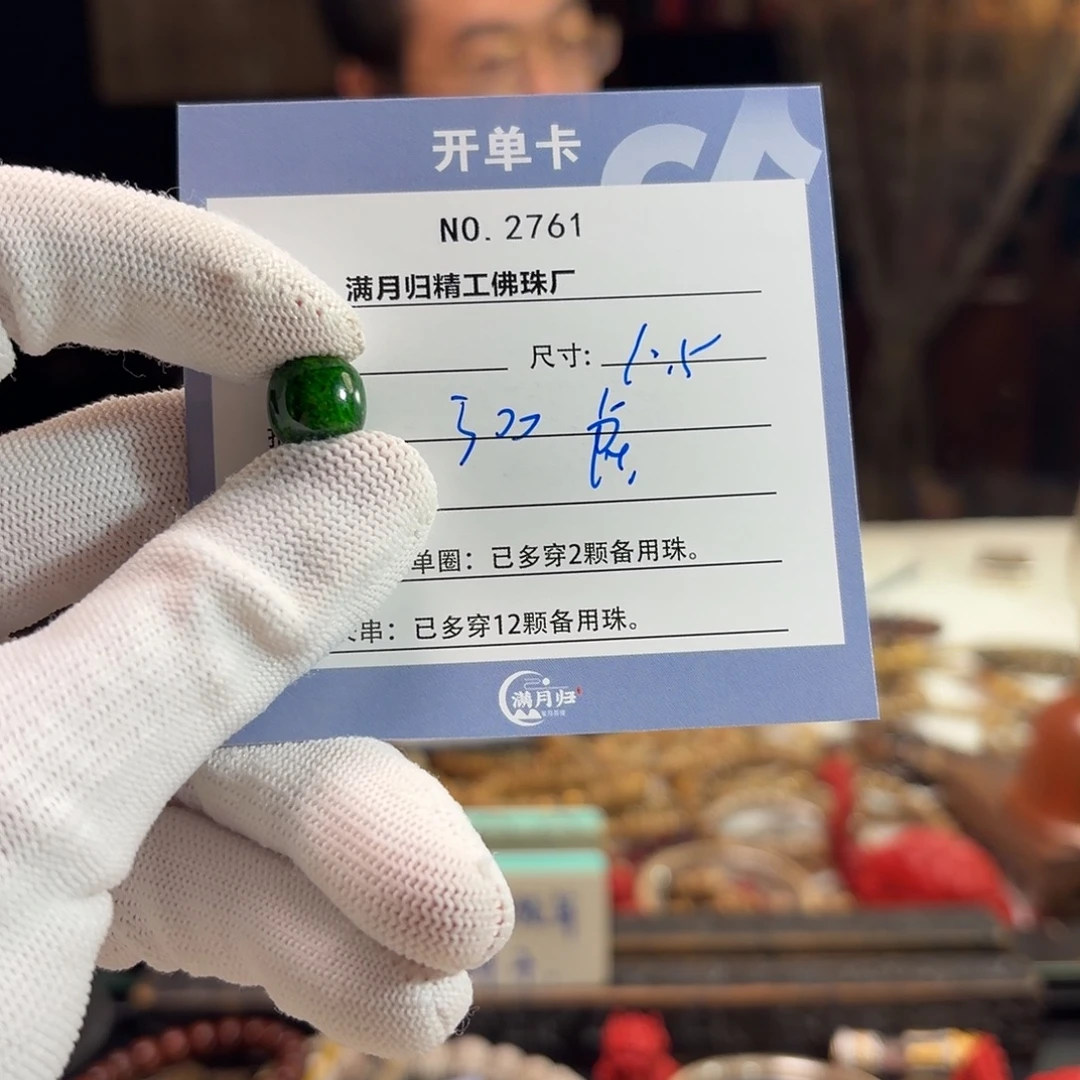 开单卡
NO. 2761
满月归精工佛珠厂
尺寸: 1.5
单圈：已多穿2颗备用珠。
串：已多穿12颗备用珠。
满月归